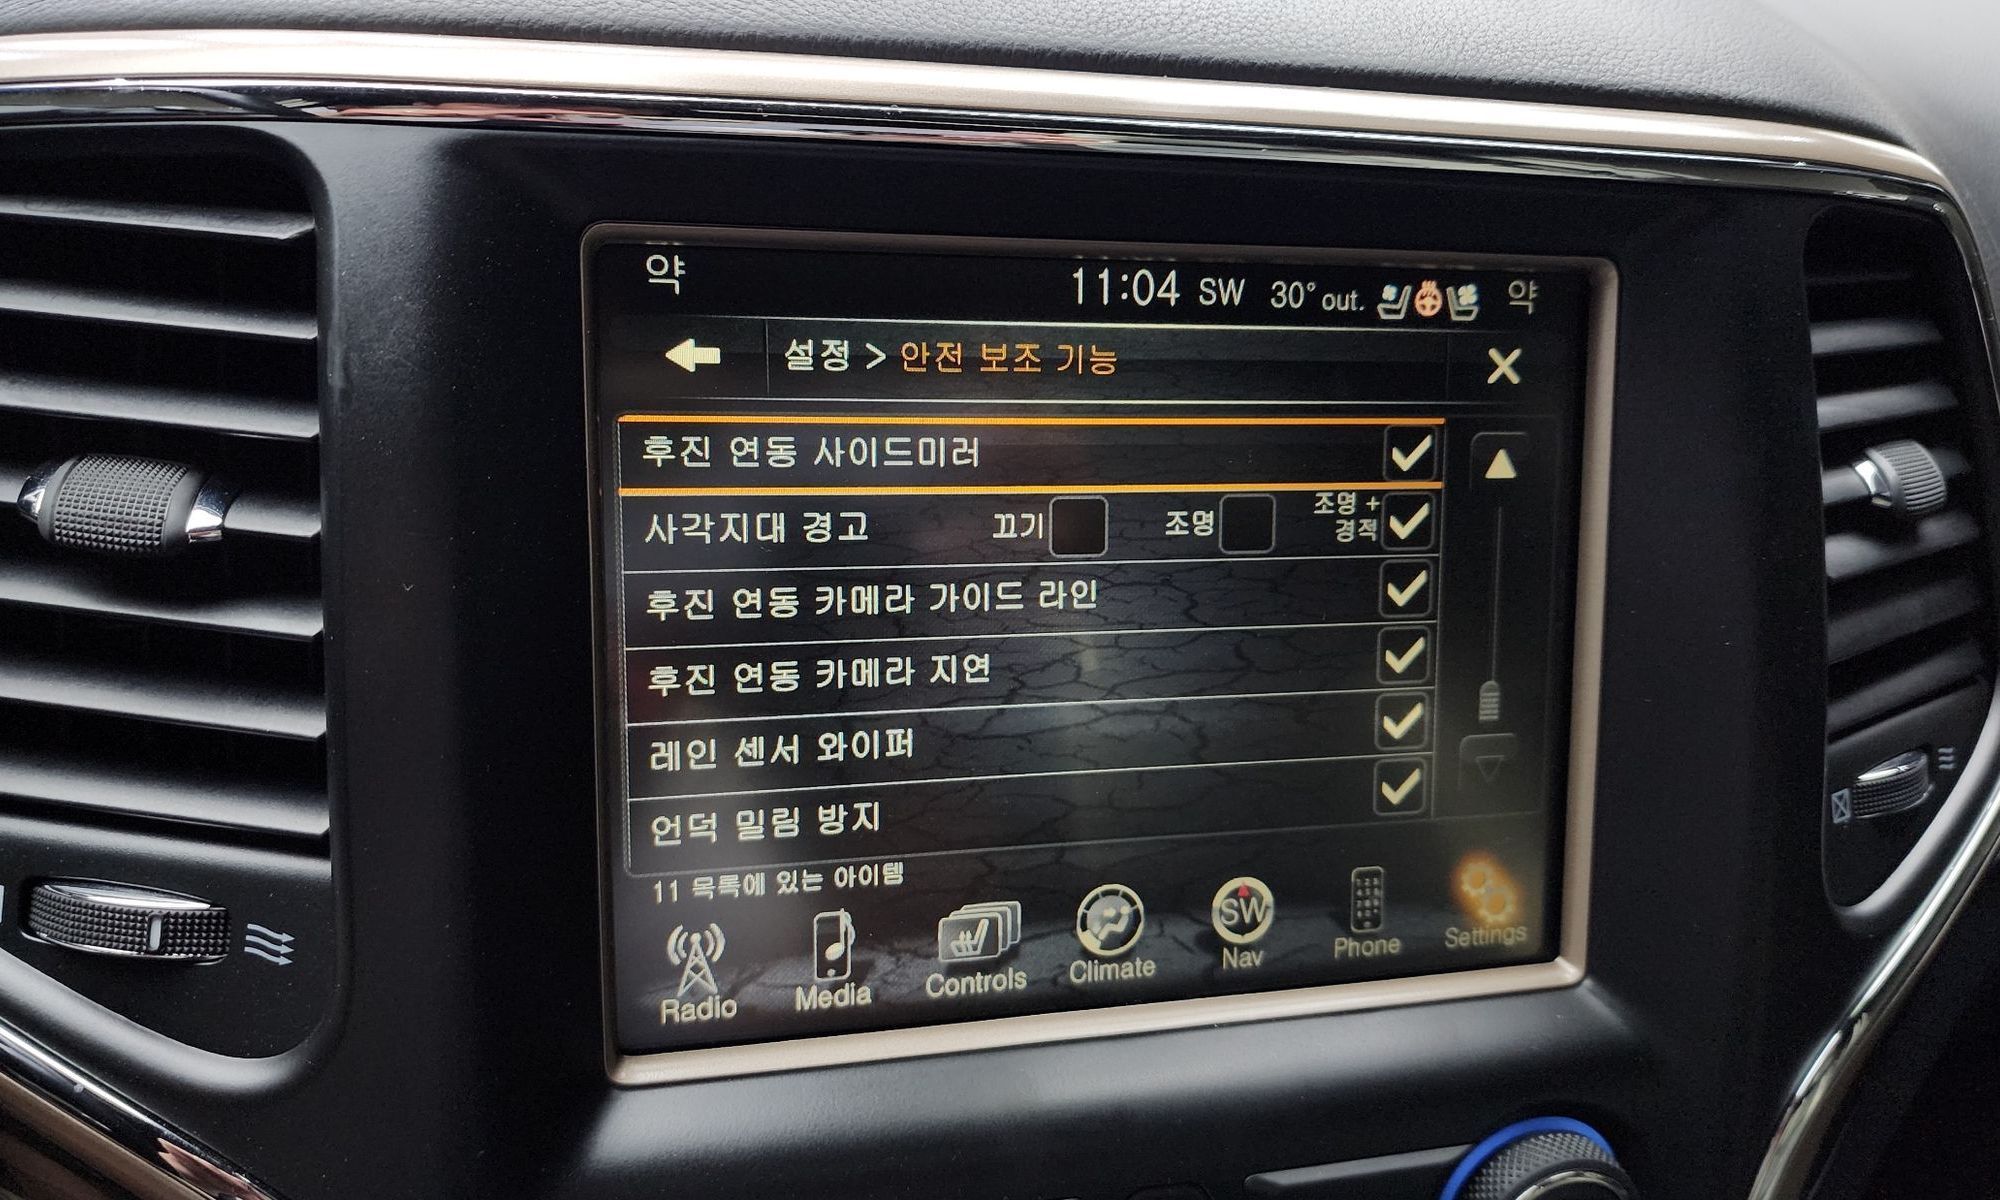 약 11:04 SW 30° out. 약
설정 > 안전 보조 기능
후진 연동 사이드미러
사각지대 경고 끄기 조명 조명 + 경적
후진 연동 카메라 가이드 라인
후진 연동 카메라 지연
레인 센서 와이퍼
언덕 밀림 방지
11 목록에 있는 아이템
Radio Media Controls Climate SW Nav Phone Settings